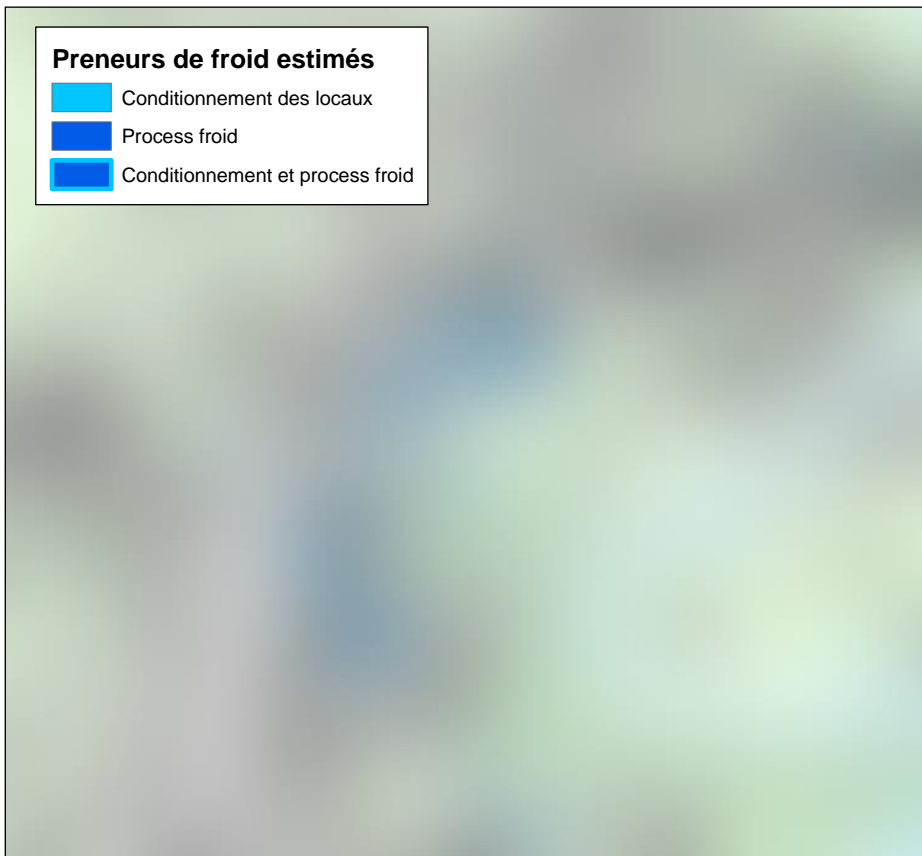 Preneurs de froid estimés
Conditionnement des locaux
Process froid
Conditionnement et process froid